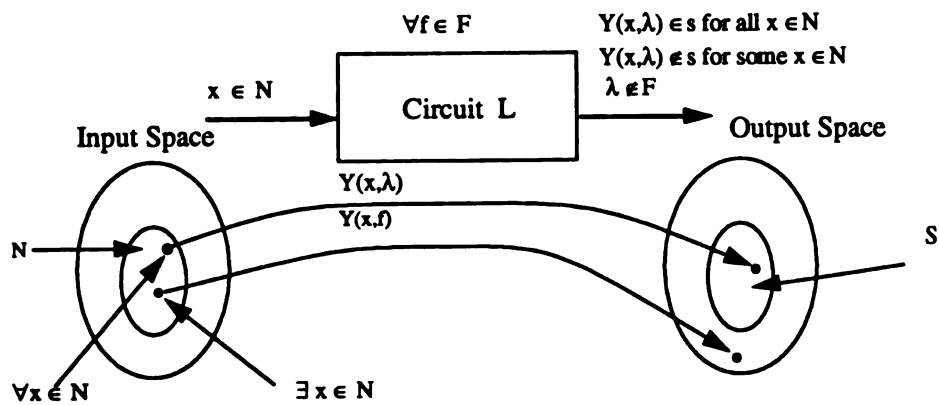 ∀f ∈ F
Y(x,λ) ∈ s for all x ∈ N
Y(x,λ) ∉ s for some x ∈ N
λ ∉ F
x ∈ N
Circuit L
Input Space
Output Space
Y(x,λ)
Y(x,f)
N
S
∀x ∈ N
∃ x ∈ N